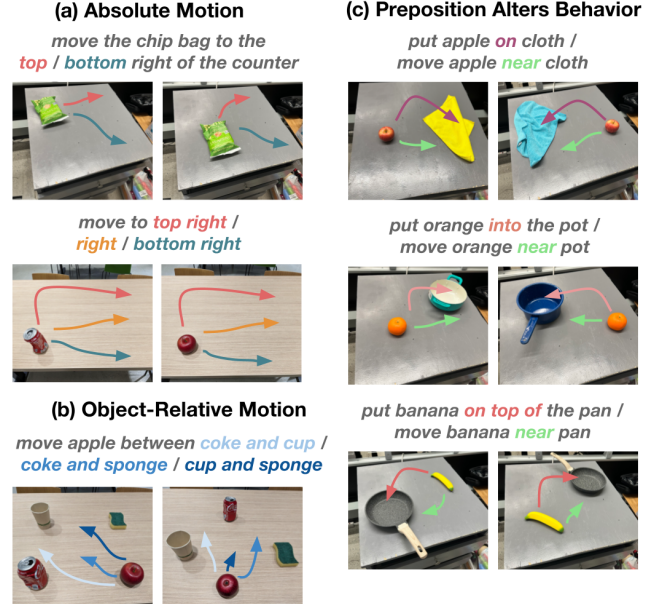 (a) Absolute Motion
move the chip bag to the
top / bottom right of the counter
move to top right /
right / bottom right
(b) Object-Relative Motion
move apple between coke and cup /
coke and sponge / cup and sponge
(c) Preposition Alters Behavior
put apple on cloth /
move apple near cloth
put orange into the pot /
move orange near pot
put banana on top of the pan /
move banana near pan